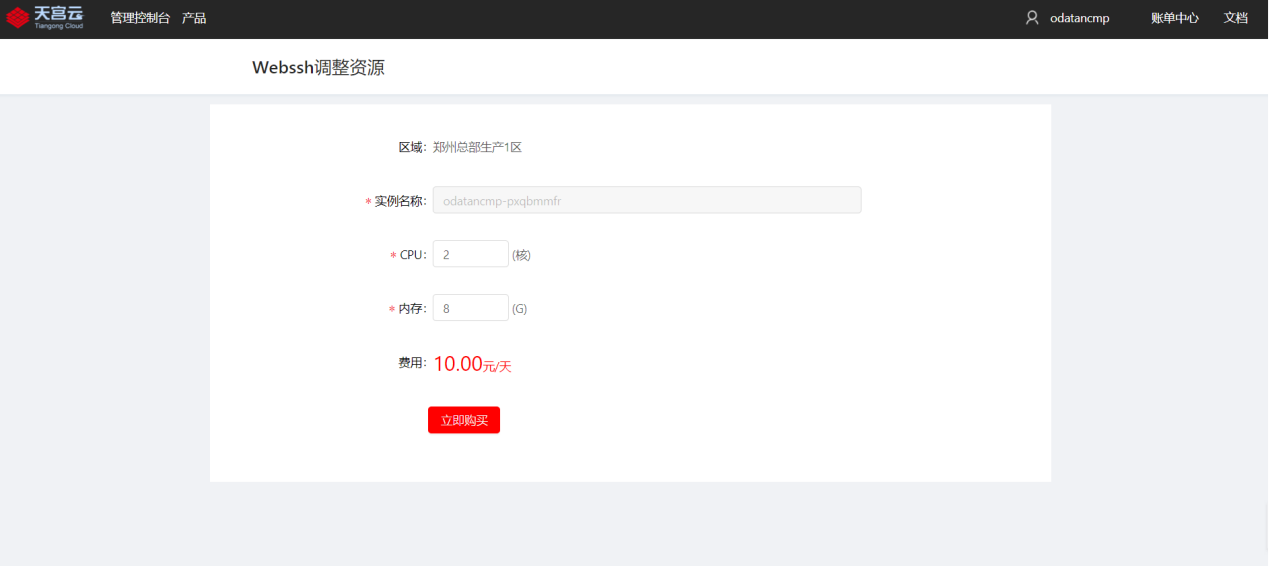 天宫云
Tiangong Cloud
管理控制台 产品 odatancmp 账单中心 文档
Webssh调整资源
区域: 郑州总部生产1区
* 实例名称: odatancmp-pxqbmmfr
* CPU: 2 (核)
* 内存: 8 (G)
费用: 10.00元/天
立即购买